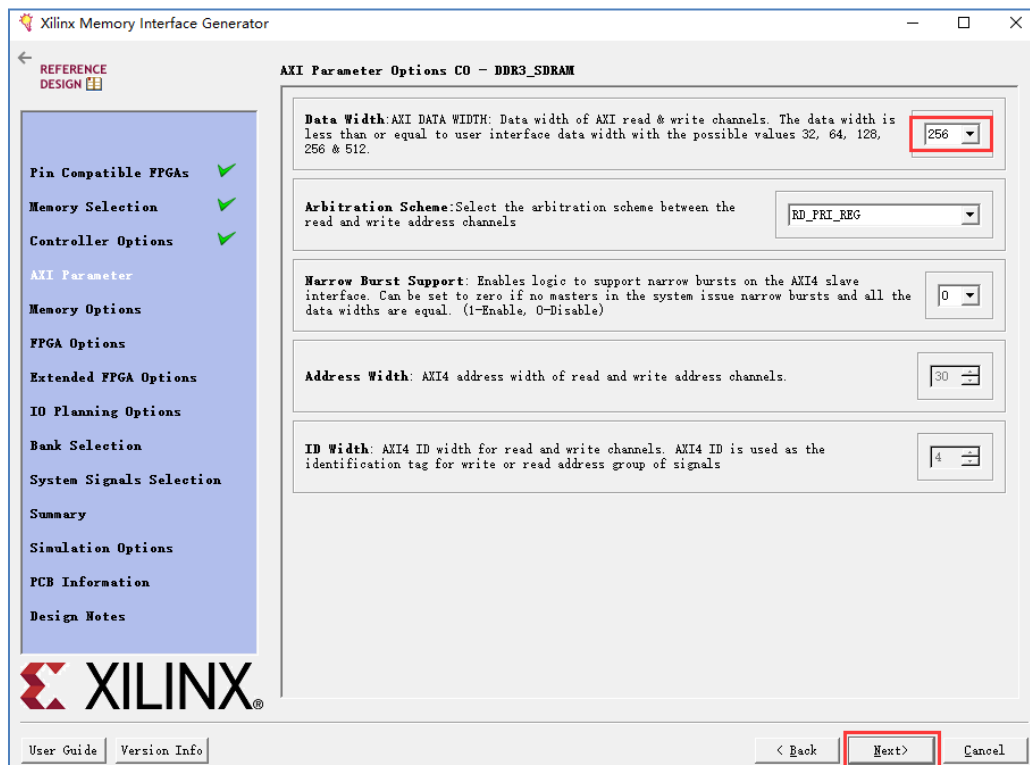 Xilinx Memory Interface Generator
REFERENCE
DESIGN
AXI Parameter Options C0 - DDR3_SDRAM
Pin Compatible FPGAs
Memory Selection
Controller Options
AXI Parameter
Memory Options
FPGA Options
Extended FPGA Options
IO Planning Options
Bank Selection
System Signals Selection
Summary
Simulation Options
PCB Information
Design Notes
XILINX®
Data Width:AXI DATA WIDTH: Data width of AXI read & write channels. The data width is
less than or equal to user interface data width with the possible values 32, 64, 128,
256 & 512.
256
Arbitration Scheme:Select the arbitration scheme between the
read and write address channels
RD_PRI_REG
Narrow Burst Support: Enables logic to support narrow bursts on the AXI4 slave
interface. Can be set to zero if no masters in the system issue narrow bursts and all the
data widths are equal. (1-Enable, 0-Disable)
0
Address Width: AXI4 address width of read and write address channels.
30
ID Width: AXI4 ID width for read and write channels. AXI4 ID is used as the
identification tag for write or read address group of signals
4
User Guide
Version Info
< Back
Next>
Cancel